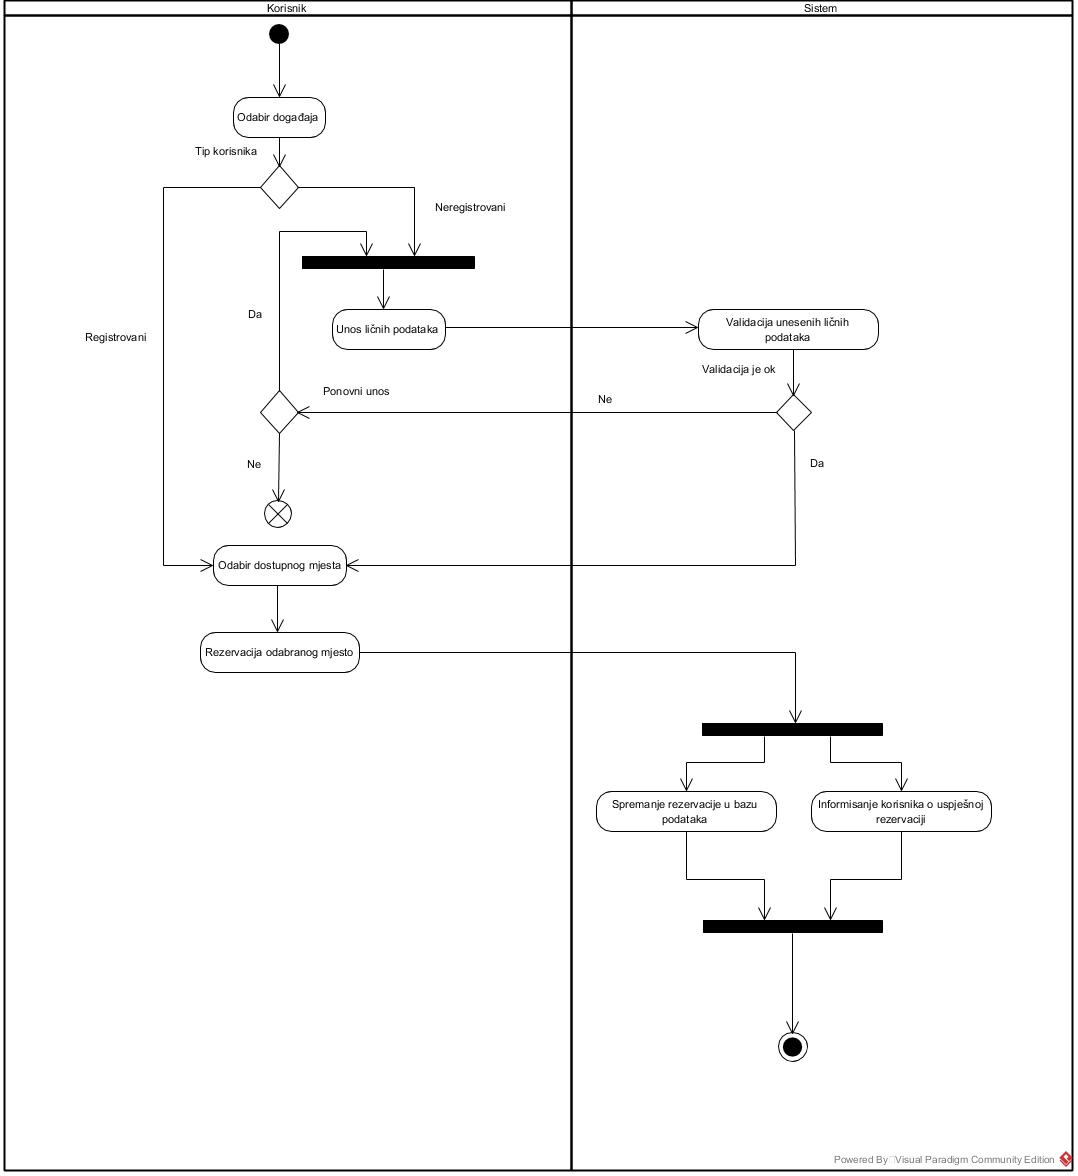 Korisnik
Sistem
Odabir događaja
Tip korisnika
Neregistrovani
Registrovani
Da
Unos ličnih podataka
Validacija unesenih ličnih
podataka
Validacija je ok
Ponovni unos
Ne
Ne
Da
Odabir dostupnog mjesta
Rezervacija odabranog mjesto
Spremanje rezervacije u bazu
podataka
Informisanje korisnika o uspješnoj
rezervaciji
Powered By Visual Paradigm Community Edition